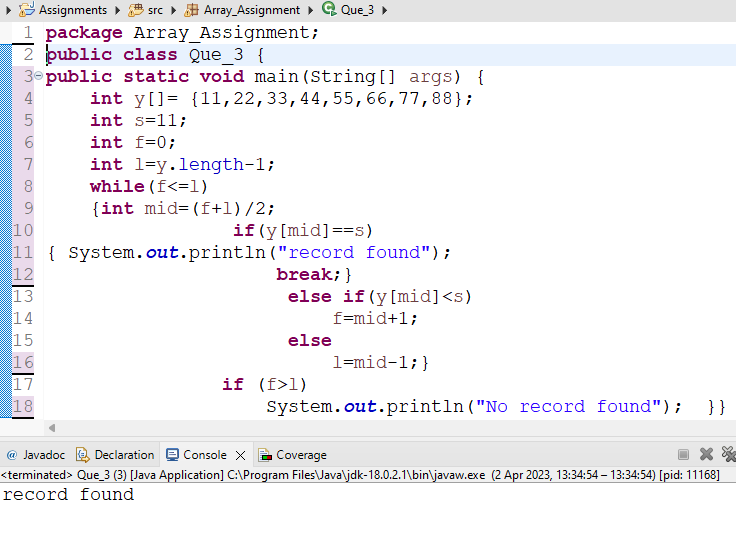 Assignments src Array_Assignment Que_3
1 package Array_Assignment;
2 public class Que_3 {
3 public static void main(String[] args) {
4 int y[]= {11,22,33,44,55,66,77,88};
5 int s=11;
6 int f=0;
7 int l=y.length-1;
8 while(f<=l)
9 {int mid=(f+l)/2;
10 if(y[mid]==s)
11 { System.out.println("record found");
12 break;}
13 else if(y[mid]<s)
14 f=mid+1;
15 else
16 l=mid-1;}
17 if (f>l)
18 System.out.println("No record found"); }}
@ Javadoc Declaration Console Coverage
<terminated> Que_3 (3) [Java Application] C:\Program Files\Java\jdk-18.0.2.1\bin\javaw.exe (2 Apr 2023, 13:34:54 – 13:34:54) [pid: 11168]
record found